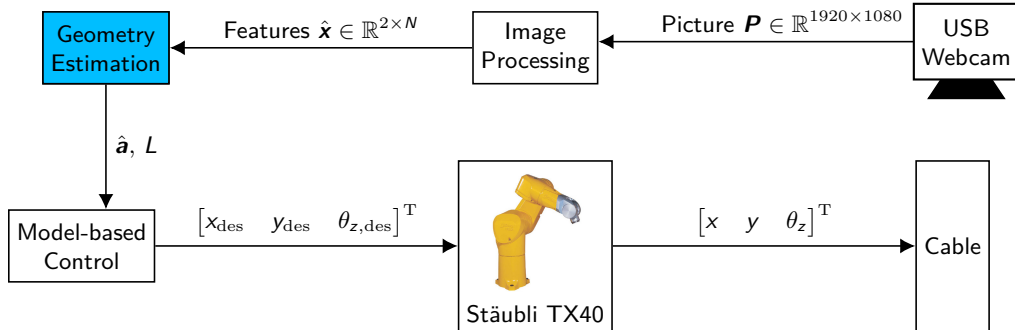 Geometry
Estimation
Features x̂ ∈ ℝ^{2×N}
Image
Processing
Picture P ∈ ℝ^{1920×1080}
USB
Webcam
â, L
Model-based
Control
[x_des y_des θ_{z,des}]^T
Stäubli TX40
[x y θ_z]^T
Cable